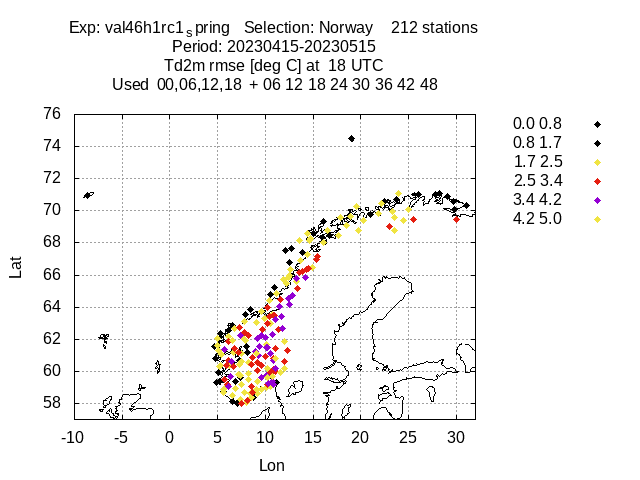 Exp: val46h1rc1spring   Selection: Norway    212 stations
Period: 20230415-20230515
Td2m rmse [deg C] at  18 UTC
Used  00,06,12,18  + 06 12 18 24 30 36 42 48
0.0 0.8
0.8 1.7
1.7 2.5
2.5 3.4
3.4 4.2
4.2 5.0
Lat
76
74
72
70
68
66
64
62
60
58
-10 -5 0 5 10 15 20 25 30
Lon